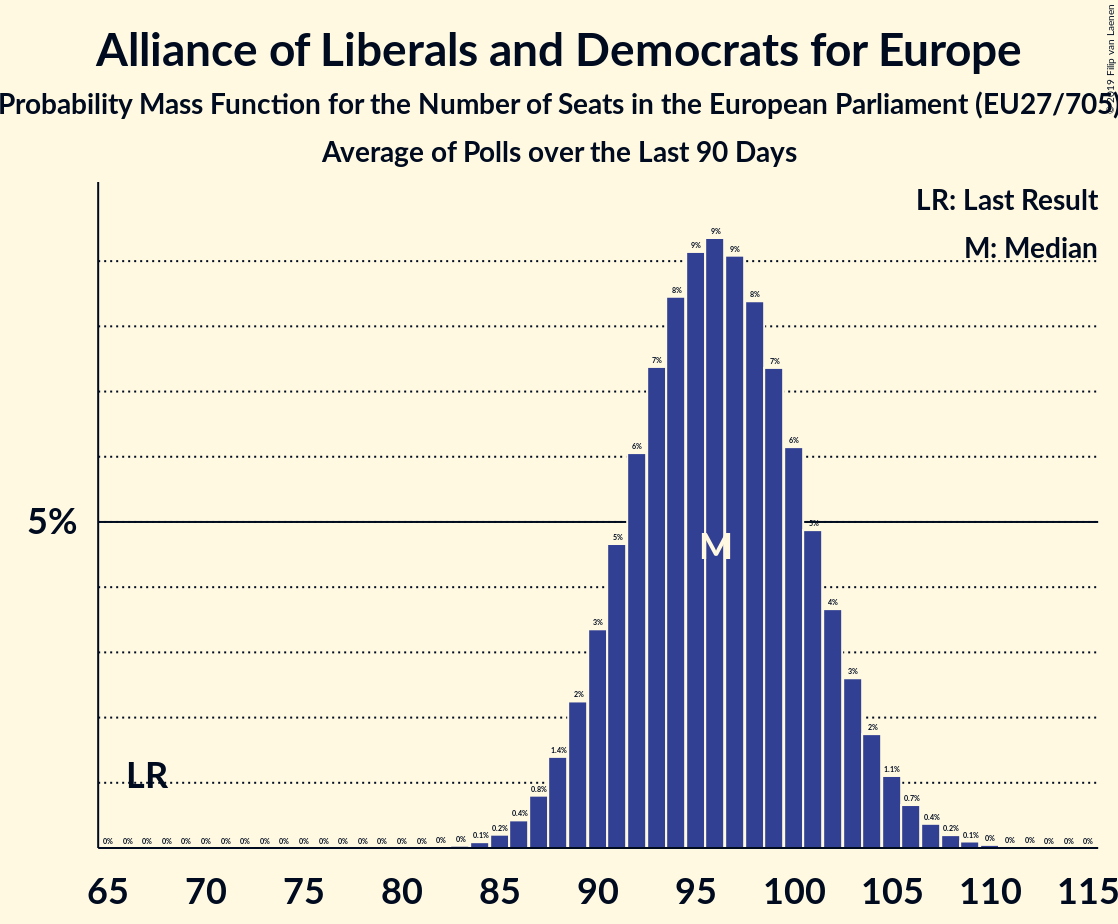 Alliance of Liberals and Democrats for Europe
Probability Mass Function for the Number of Seats in the European Parliament (EU27/705)
Average of Polls over the Last 90 Days
© 2019 Filip van Laenen
LR: Last Result
M: Median
5%
LR
M
0% 0% 0% 0% 0% 0% 0% 0% 0% 0% 0% 0% 0% 0% 0% 0% 0% 0% 0% 0.1% 0.2% 0.4% 0.8% 1.4% 2% 3% 5% 6% 7% 8% 9% 9% 9% 8% 7% 6% 5% 4% 3% 2% 1.1% 0.7% 0.4% 0.2% 0.1% 0% 0% 0% 0% 0% 0%
65 70 75 80 85 90 95 100 105 110 115